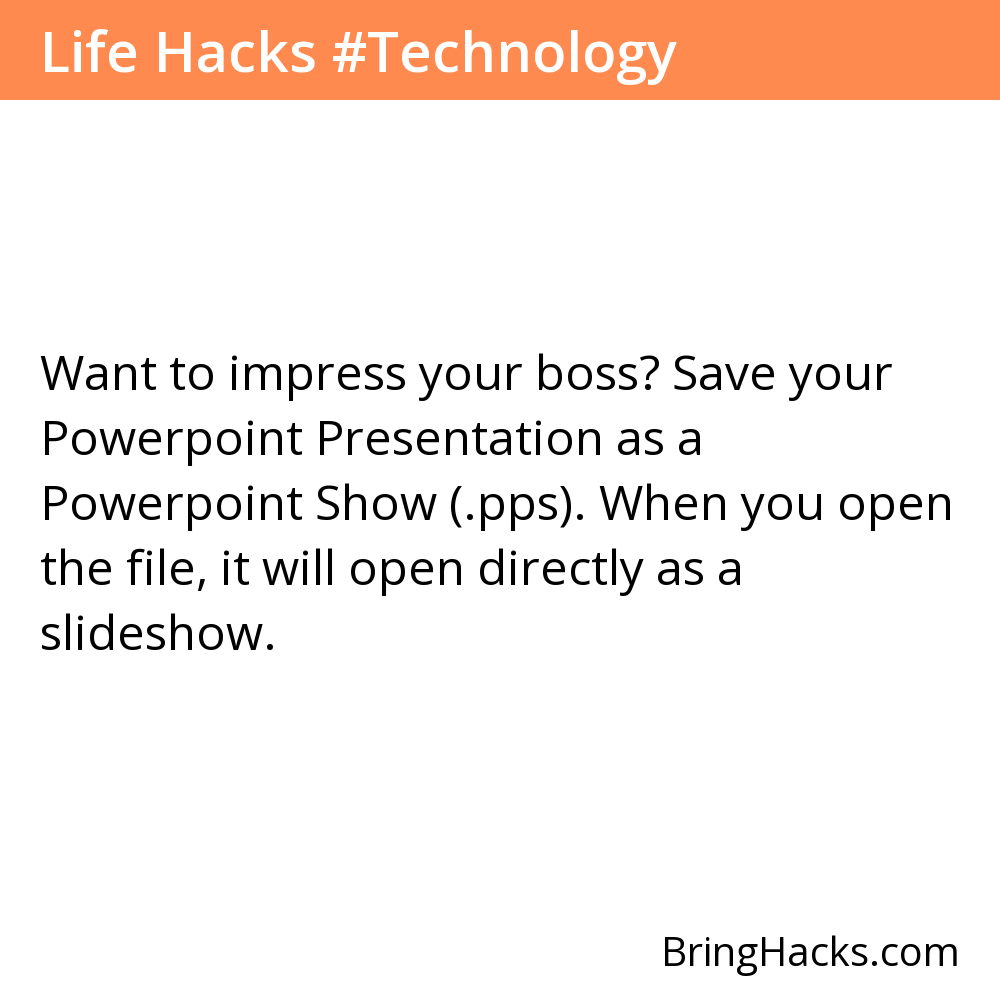 Life Hacks #Technology
Want to impress your boss? Save your
Powerpoint Presentation as a
Powerpoint Show (.pps). When you open
the file, it will open directly as a
slideshow.
BringHacks.com